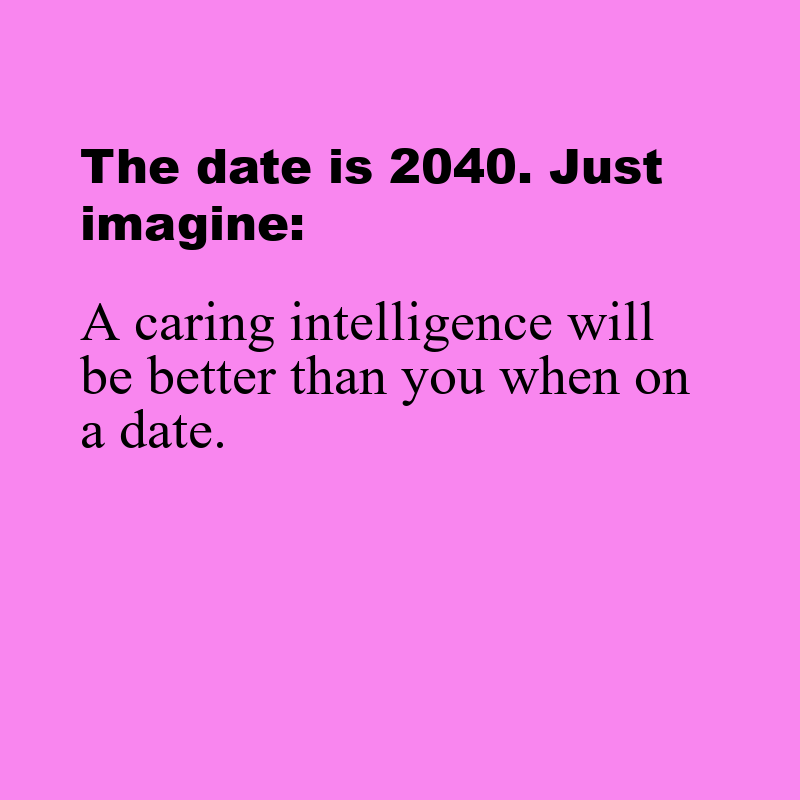 The date is 2040. Just
imagine:
A caring intelligence will
be better than you when on
a date.